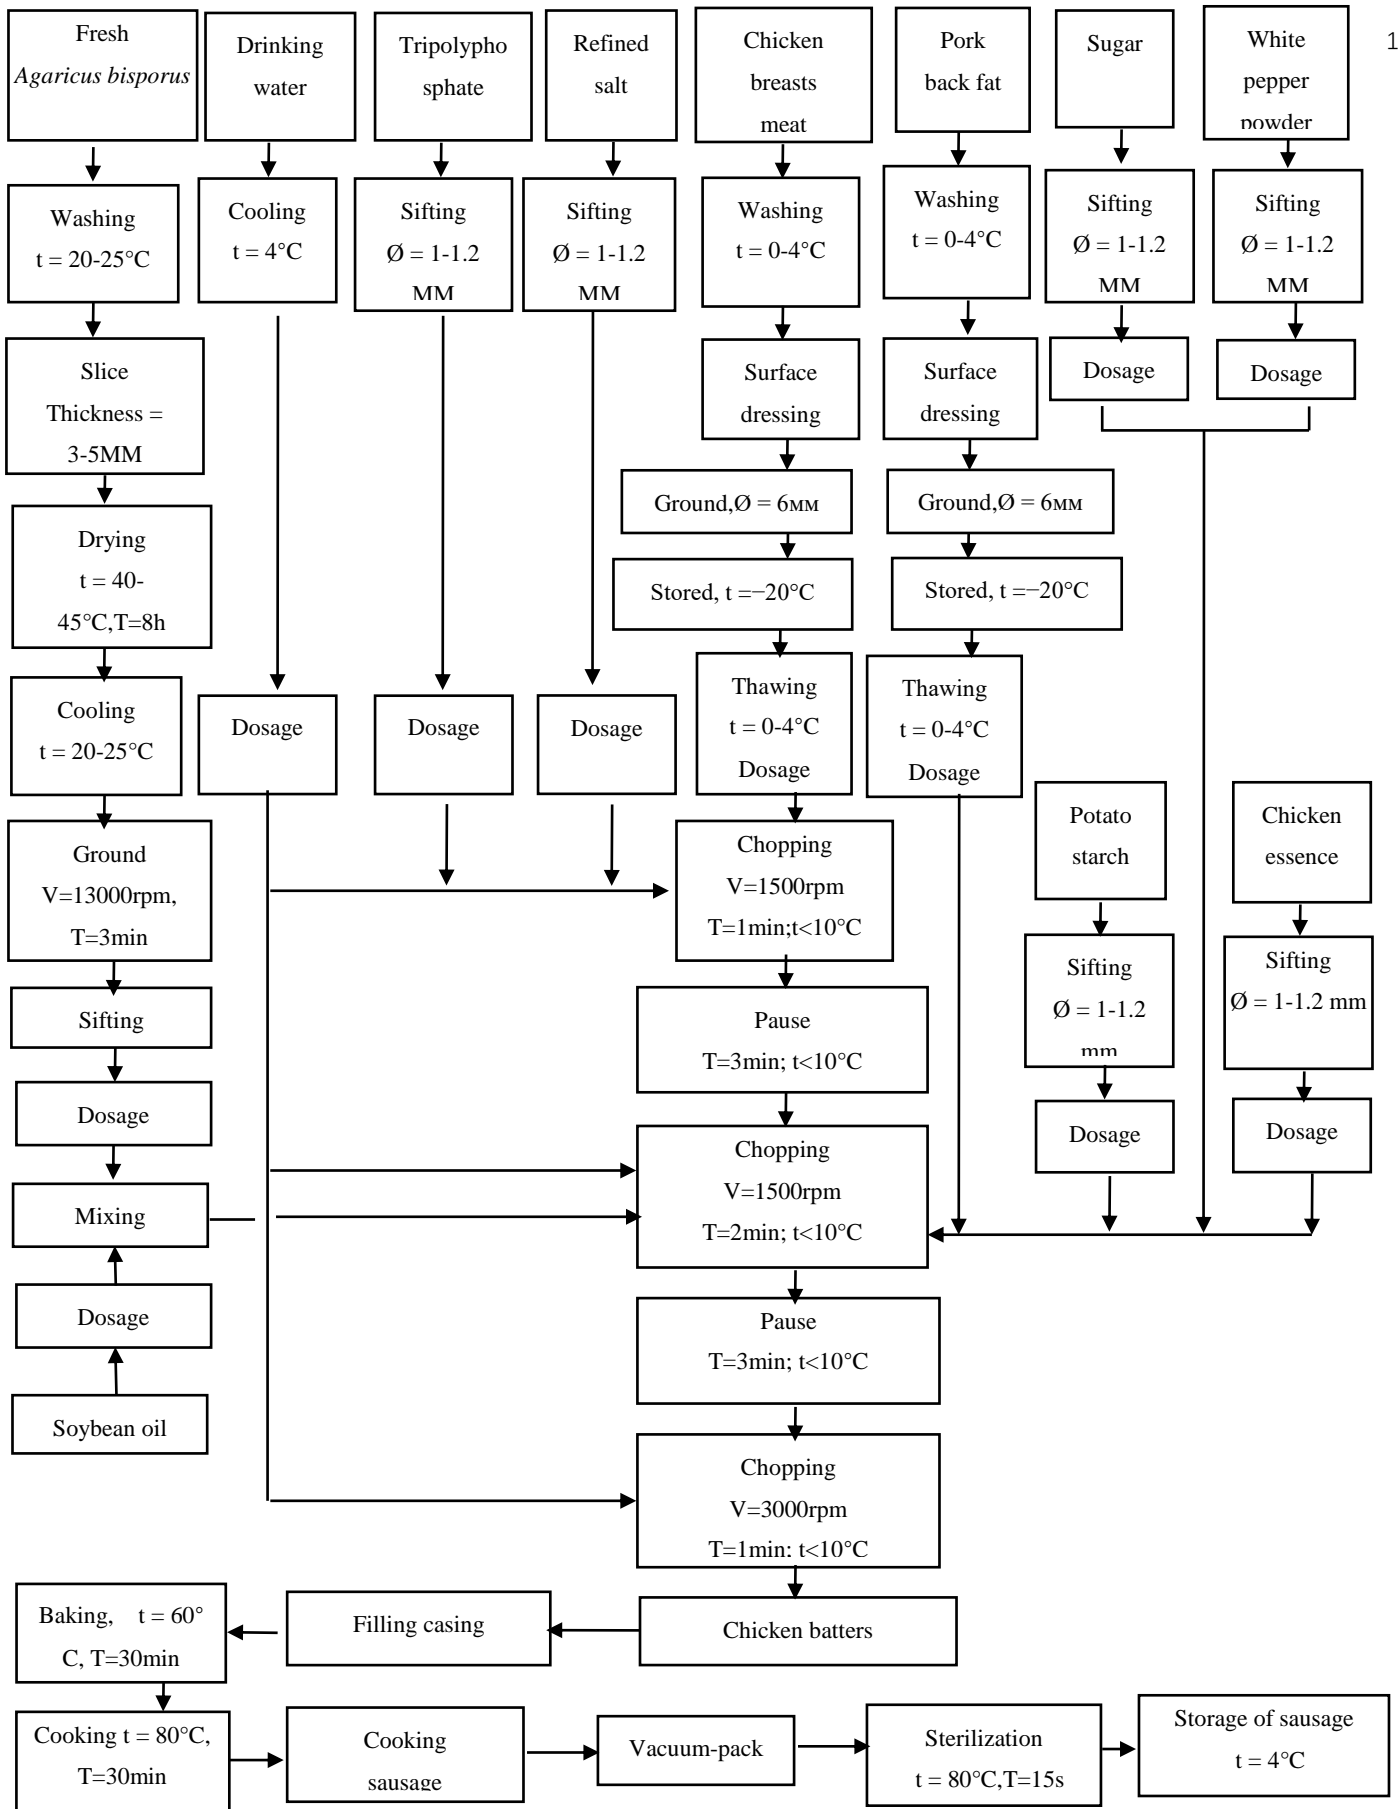 1
Fresh
Agaricus bisporus
Drinking
water
Tripolypho
sphate
Refined
salt
Chicken
breasts
meat
Pork
back fat
Sugar
White
pepper
powder
Washing
t = 20-25°C
Cooling
t = 4°C
Sifting
Ø = 1-1.2
MM
Sifting
Ø = 1-1.2
MM
Washing
t = 0-4°C
Washing
t = 0-4°C
Sifting
Ø = 1-1.2
MM
Sifting
Ø = 1-1.2
MM
Slice
Thickness =
3-5MM
Surface
dressing
Surface
dressing
Dosage
Dosage
Ground,Ø = 6мм
Ground,Ø = 6мм
Drying
t = 40-
45°C,T=8h
Stored, t =−20°C
Stored, t =−20°C
Cooling
t = 20-25°C
Dosage
Dosage
Dosage
Thawing
t = 0-4°C
Dosage
Thawing
t = 0-4°C
Dosage
Potato
starch
Chicken
essence
Ground
V=13000rpm,
T=3min
Chopping
V=1500rpm
T=1min;t<10°C
Sifting
Ø = 1-1.2
mm
Sifting
Ø = 1-1.2 mm
Sifting
Pause
T=3min; t<10°C
Dosage
Dosage
Dosage
Mixing
Chopping
V=1500rpm
T=2min; t<10°C
Dosage
Pause
T=3min; t<10°C
Soybean oil
Chopping
V=3000rpm
T=1min; t<10°C
Chicken batters
Filling casing
Baking, t = 60°
C, T=30min
Cooking t = 80°C,
T=30min
Cooking
sausage
Vacuum-pack
Sterilization
t = 80°C,T=15s
Storage of sausage
t = 4°C